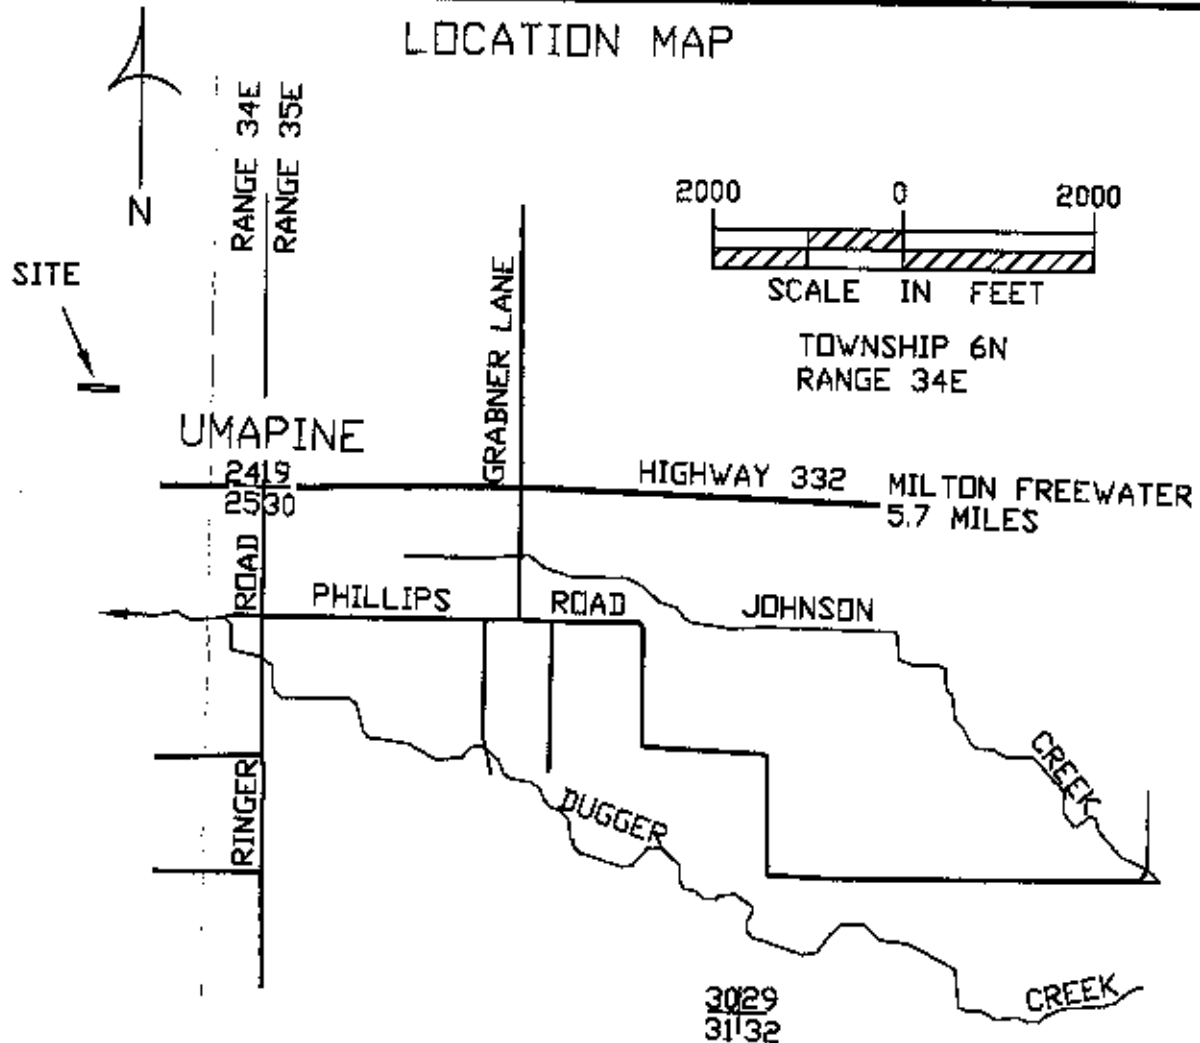 LOCATION MAP
RANGE 34E
RANGE 35E
N
2000 0 2000
SCALE IN FEET
SITE
TOWNSHIP 6N
RANGE 34E
GRABNER LANE
UMAPINE
24 19
25 30
HIGHWAY 332
MILTON FREEWATER
5.7 MILES
RINGER ROAD
PHILLIPS ROAD
JOHNSON CREEK
DUGGER CREEK
30 29
31 32